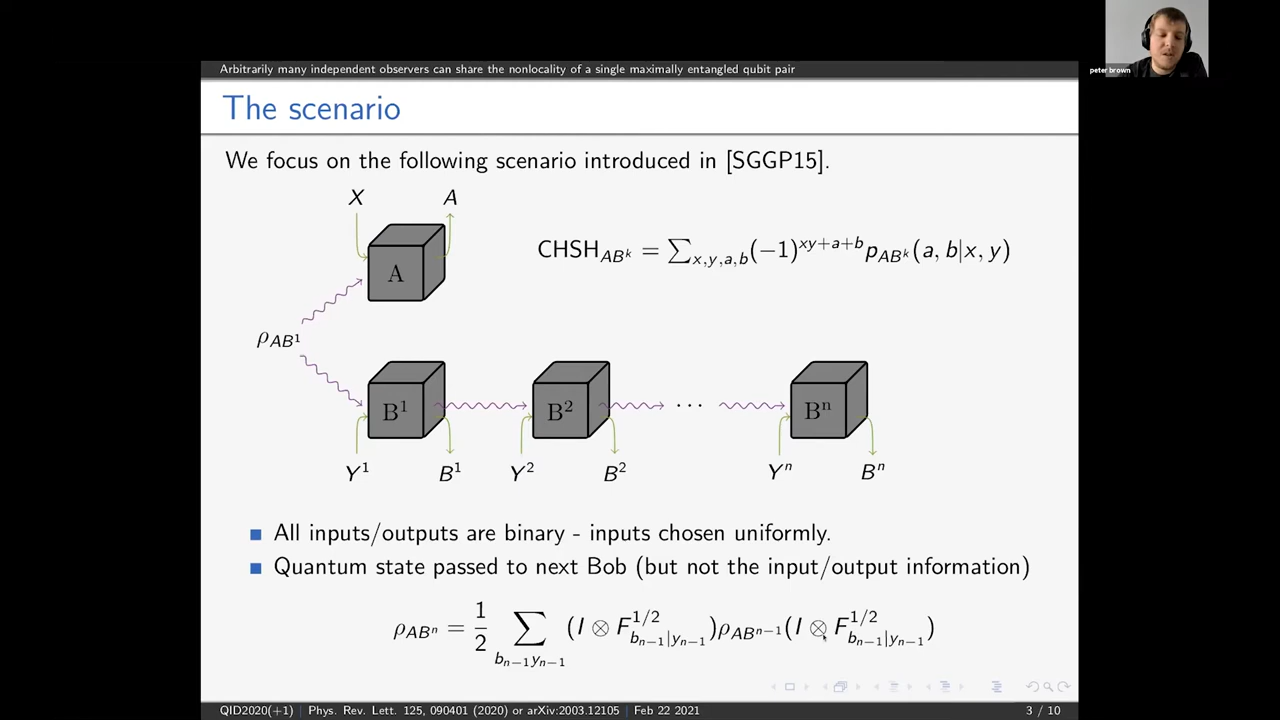 peter brown
Arbitrarily many independent observers can share the nonlocality of a single maximally entangled qubit pair
The scenario
We focus on the following scenario introduced in [SGGP15].
X A
A
CHSH_{AB^k} = ∑_{x,y,a,b}(−1)^{xy+a+b} p_{AB^k}(a, b|x, y)
ρ_{AB^1}
B^1 B^2 ··· B^n
Y^1 B^1 Y^2 B^2 Y^n B^n
■ All inputs/outputs are binary - inputs chosen uniformly.
■ Quantum state passed to next Bob (but not the input/output information)
ρ_{AB^n} = \frac{1}{2} ∑_{b_{n−1}y_{n−1}} (I ⊗ F^{1/2}_{b_{n−1}|y_{n−1}})ρ_{AB^{n−1}}(I ⊗ F^{1/2}_{b_{n−1}|y_{n−1}})
QID2020(+1) | Phys. Rev. Lett. 125, 090401 (2020) or arXiv:2003.12105 | Feb 22 2021 3 / 10